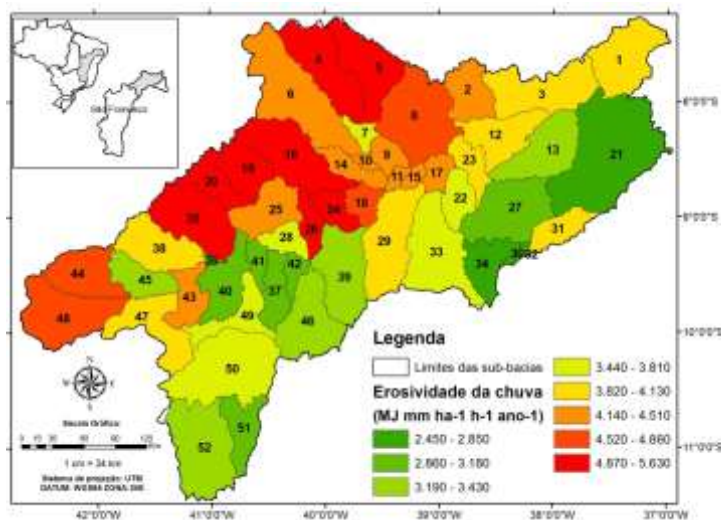 São Francisco
1
2
3
6
7
8
9
10
11
12
13
14
15
17
18
21
22
23
25
27
28
29
31
33
34
38
39
40
41
42
37
43
44
45
46
47
48
49
50
51
52
8°0'0"S
9°0'0"S
10°0'0"S
11°0'0"S
N
S
Escala Gráfica:
1 cm = 34 km
Sistema de projeção: UTM
Legenda
Limites das sub-bacias
Erosividade da chuva
(MJ mm ha-1 h-1 ano-1)
2.450 - 2.850
2.860 - 3.180
3.190 - 3.430
3.440 - 3.810
3.820 - 4.130
4.140 - 4.510
4.520 - 4.860
4.870 - 5.630
42°0'0"W
41°0'0"W
40°0'0"W
39°0'0"W
38°0'0"W
37°0'0"W